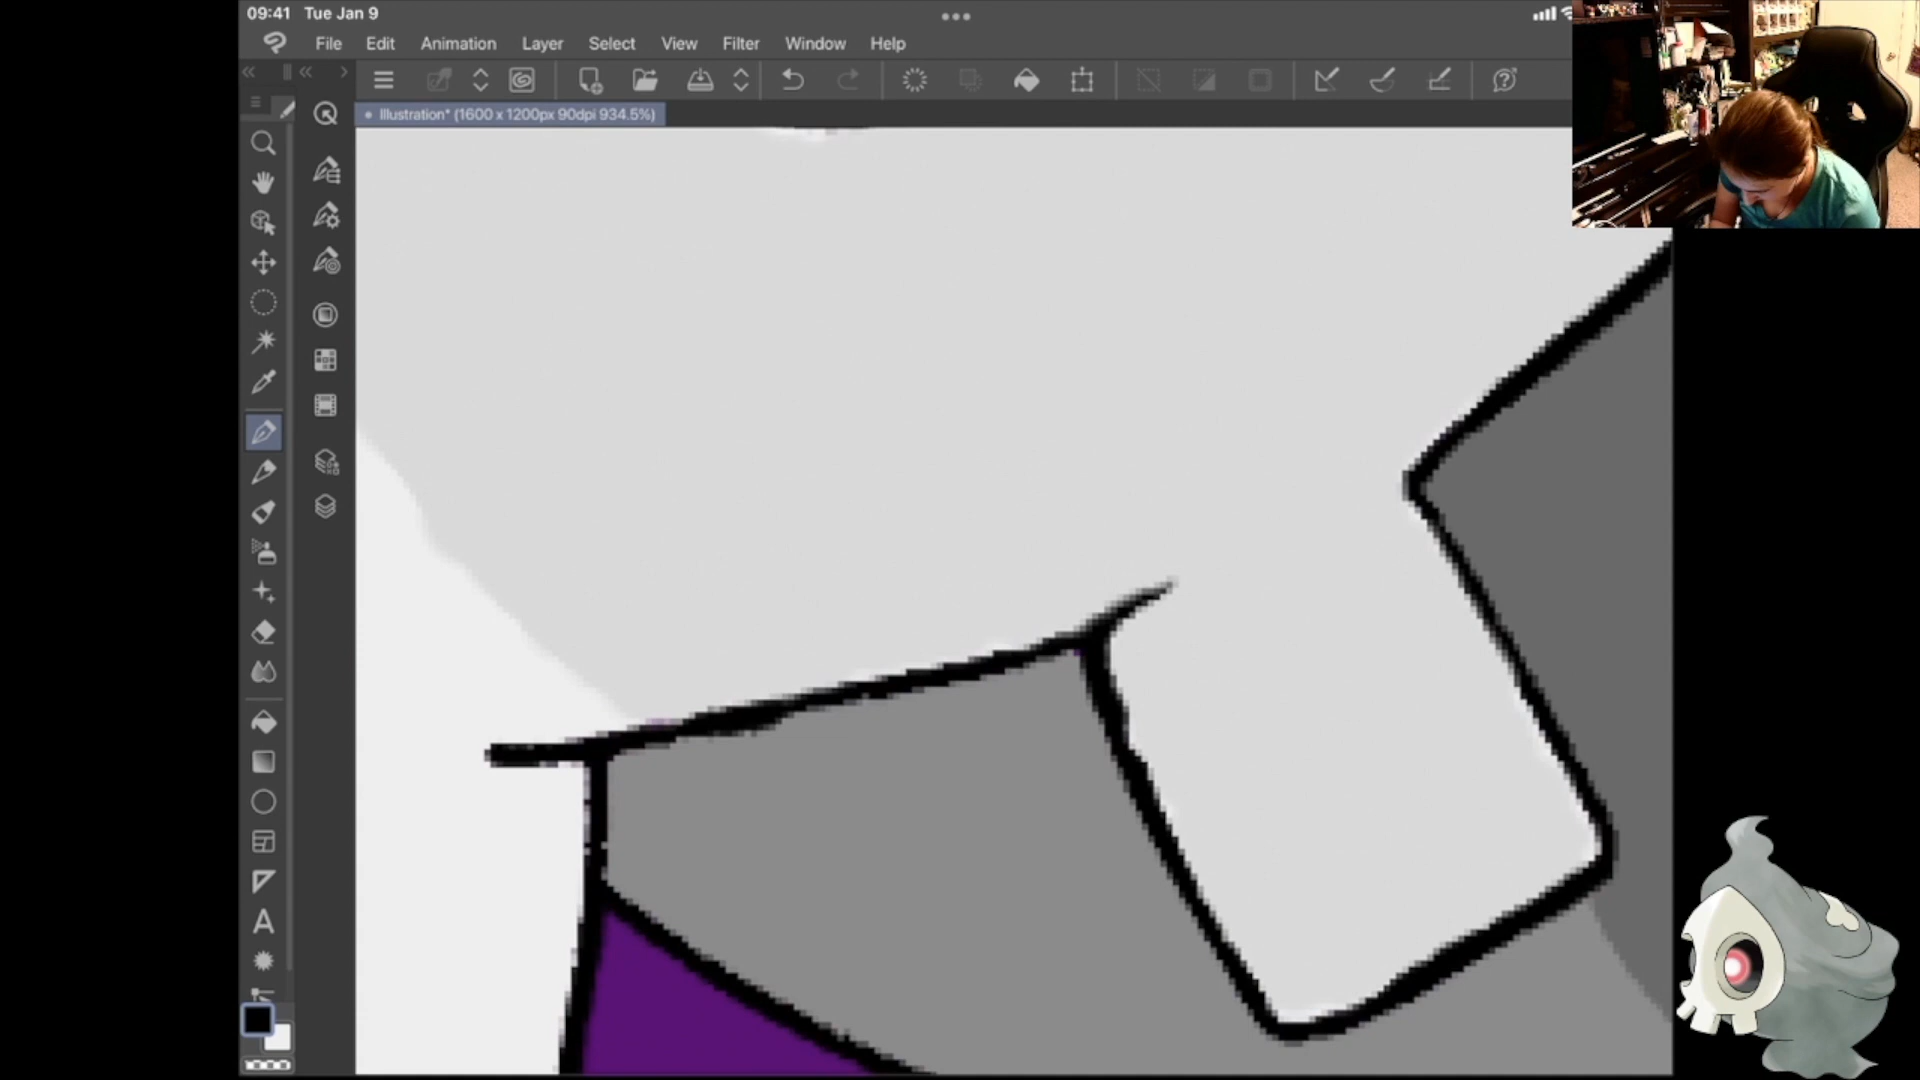 09:41 Tue Jan 9
File Edit Animation Layer Select View Filter Window Help
Illustration* (1600 x 1200px 90dpi 934.5%)
A